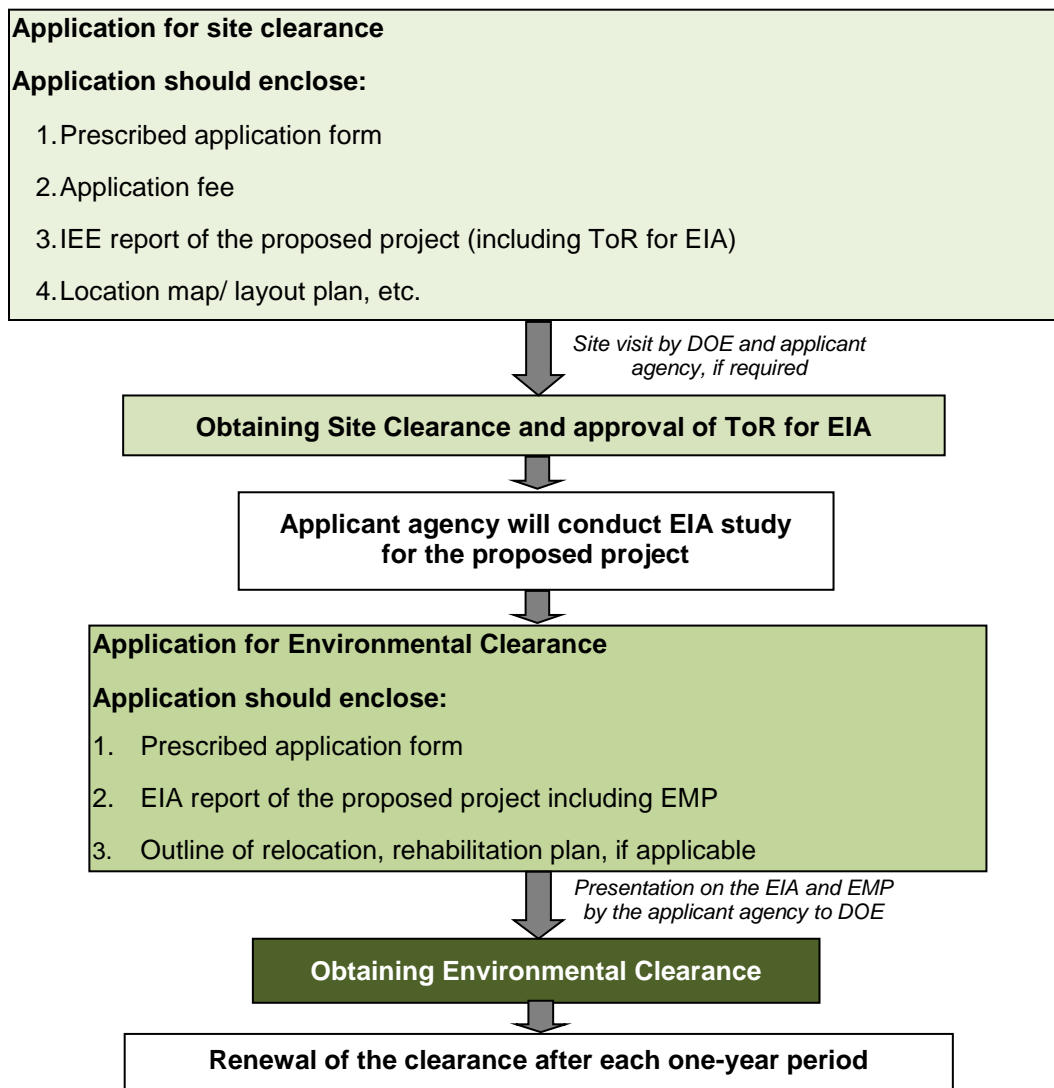 Application for site clearance
Application should enclose:
1. Prescribed application form
2. Application fee
3. IEE report of the proposed project (including ToR for EIA)
4. Location map/ layout plan, etc.
Site visit by DOE and applicant
agency, if required
Obtaining Site Clearance and approval of ToR for EIA
Applicant agency will conduct EIA study
for the proposed project
Application for Environmental Clearance
Application should enclose:
1. Prescribed application form
2. EIA report of the proposed project including EMP
3. Outline of relocation, rehabilitation plan, if applicable
Presentation on the EIA and EMP
by the applicant agency to DOE
Obtaining Environmental Clearance
Renewal of the clearance after each one-year period